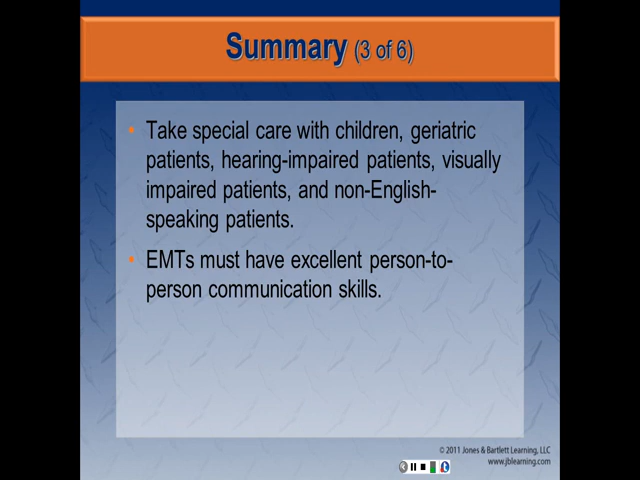 Summary (3 of 6)
• Take special care with children, geriatric
patients, hearing-impaired patients, visually
impaired patients, and non-English-
speaking patients.
• EMTs must have excellent person-to-
person communication skills.
© 2011 Jones & Bartlett Learning, LLC
www.jblearning.com